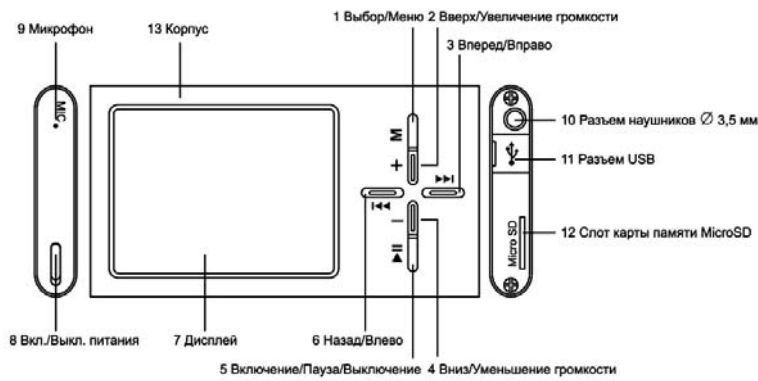 1 Выбор/Меню 2 Вверх/Увеличение громкости
9 Микрофон
13 Корпус
3 Вперед/Вправо
MIC
M
+
10 Разъем наушников ∅ 3,5 мм
11 Разъем USB
–
Micro SD
12 Слот карты памяти MicroSD
8 Вкл./Выкл. питания
7 Дисплей
6 Назад/Влево
5 Включение/Пауза/Выключение 4 Вниз/Уменьшение громкости